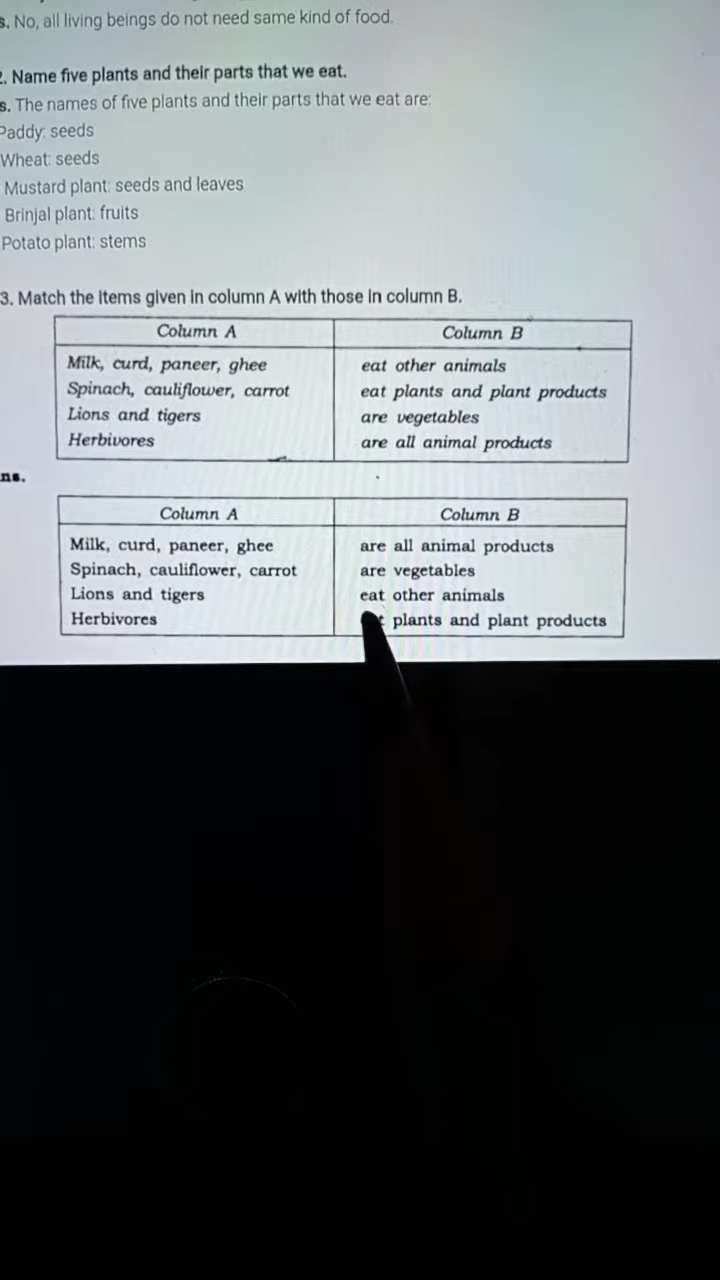 s. No, all living beings do not need same kind of food.
2. Name five plants and their parts that we eat.
s. The names of five plants and their parts that we eat are:
Paddy: seeds
Wheat: seeds
Mustard plant: seeds and leaves
Brinjal plant: fruits
Potato plant: stems
3. Match the items given in column A with those in column B.
Column A Column B
Milk, curd, paneer, ghee eat other animals
Spinach, cauliflower, carrot eat plants and plant products
Lions and tigers are vegetables
Herbivores are all animal products
ns.
Column A Column B
Milk, curd, paneer, ghee are all animal products
Spinach, cauliflower, carrot are vegetables
Lions and tigers eat other animals
Herbivores plants and plant products